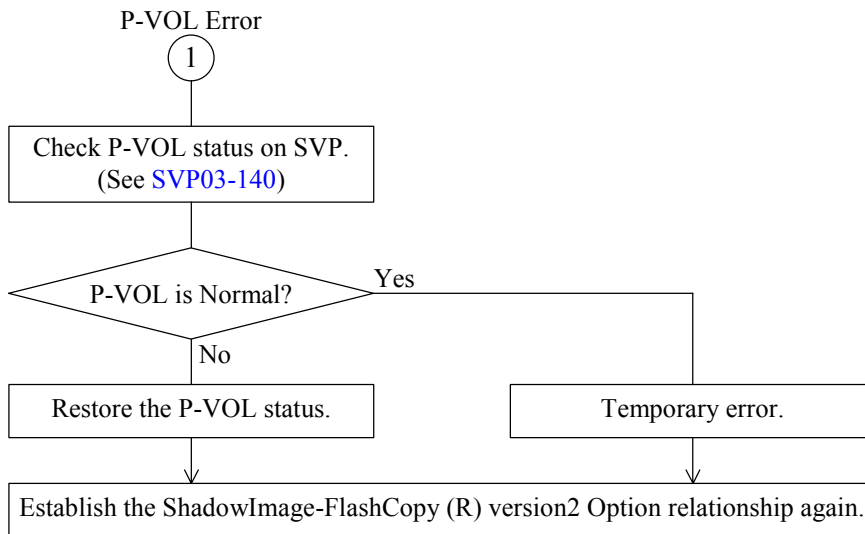 P-VOL Error
1
Check P-VOL status on SVP.
(See SVP03-140)
P-VOL is Normal?
Yes
No
Restore the P-VOL status.
Temporary error.
Establish the ShadowImage-FlashCopy (R) version2 Option relationship again.